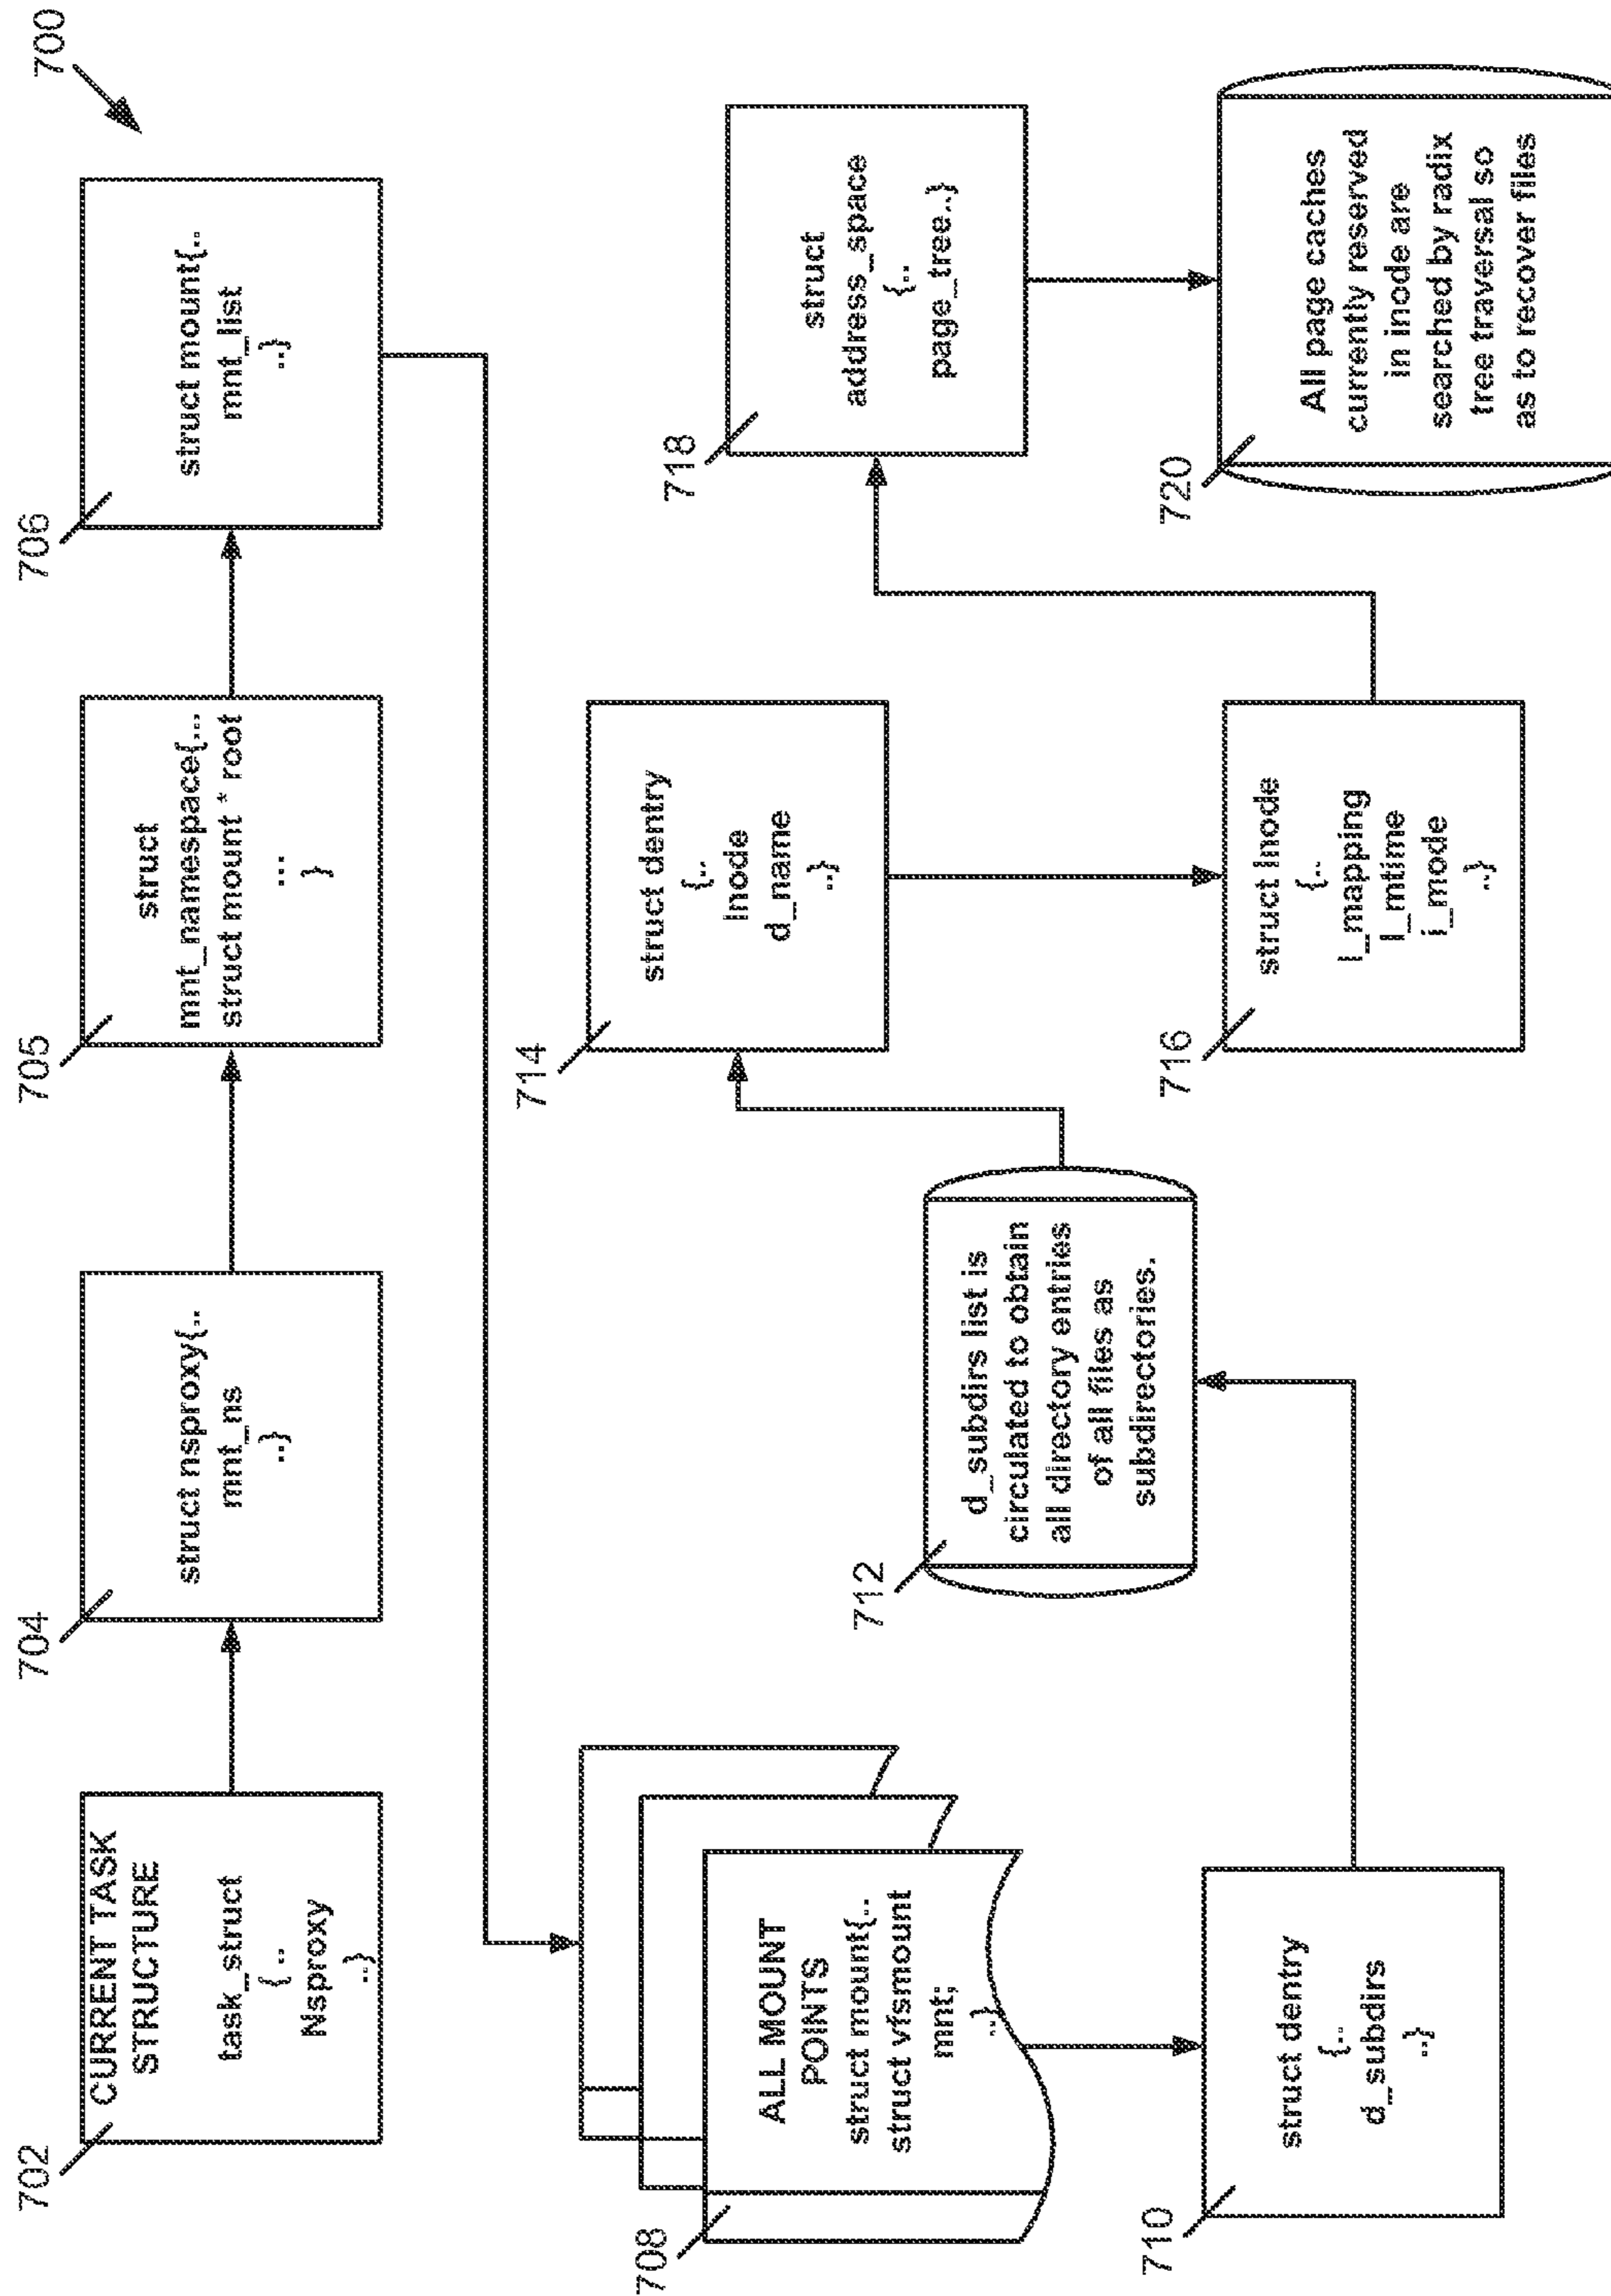 700
702
CURRENT TASK
STRUCTURE
task_struct
{..
Nsproxy
..}
704
struct nsproxy{..
mnt_ns
..}
705
struct
mnt_namespace{...
struct mount * root
...
}
706
struct mount{..
mnt_list
..}
708
ALL MOUNT
POINTS
struct mount{..
struct vfsmount
mnt;
..}
710
struct dentry
{..
d_subdirs
..}
712
d_subdirs list is
circulated to obtain
all directory entries
of all files as
subdirectories.
714
struct dentry
{..
Inode
d_name
..}
716
struct Inode
{..
i_mapping
i_mtime
i_mode
..}
718
struct
address_space
{..
page_tree..}
720
All page caches
currently reserved
in inode are
searched by radix
tree traversal so
as to recover files